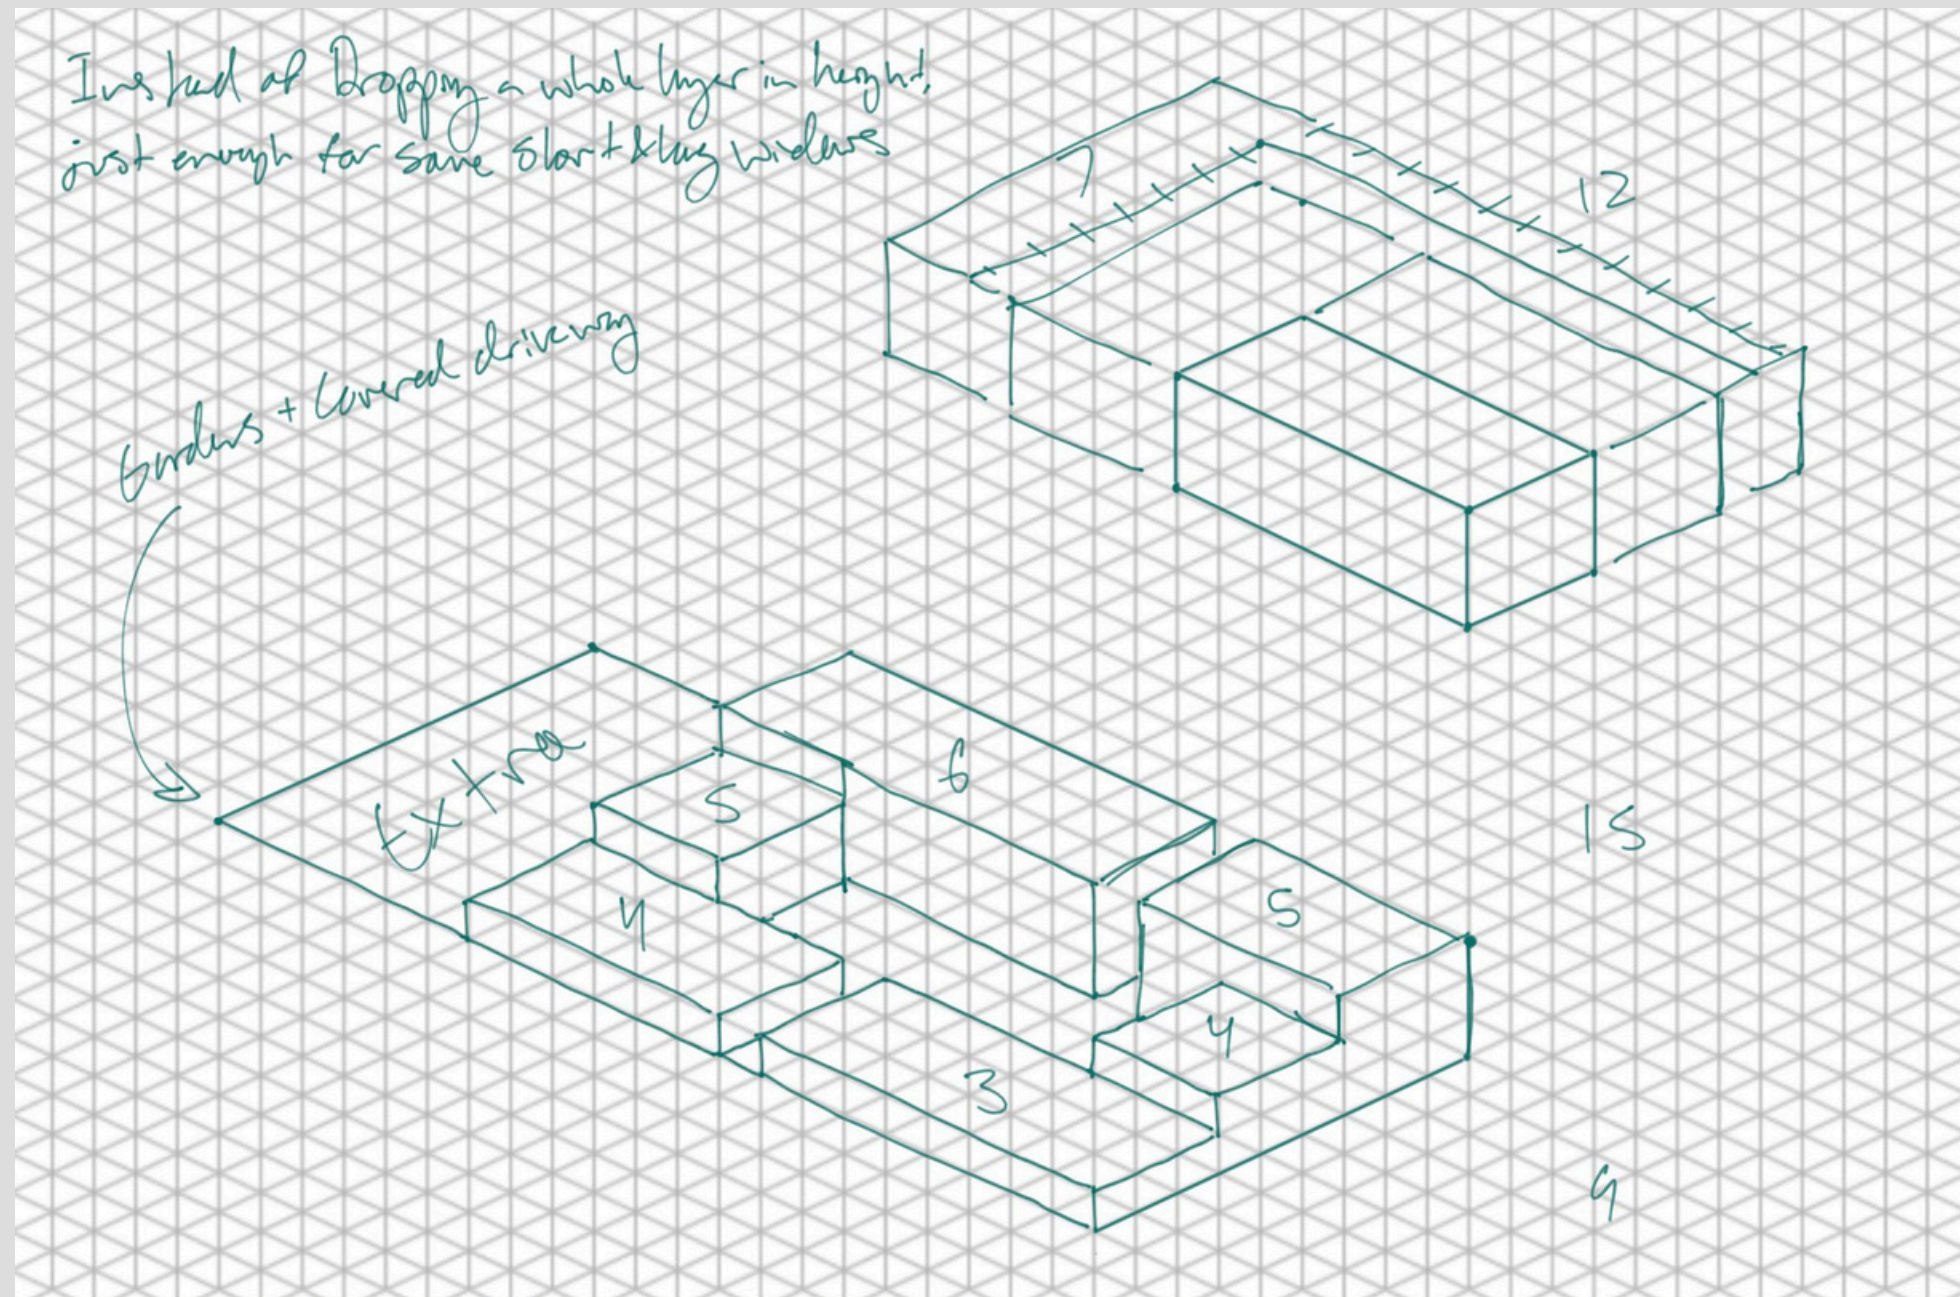 Instead of Dropping a whole layer in height,
just enough for some short & long windows
7
12
Gardens + Covered driveway
Extra
5
6
4
5
4
3
15
9